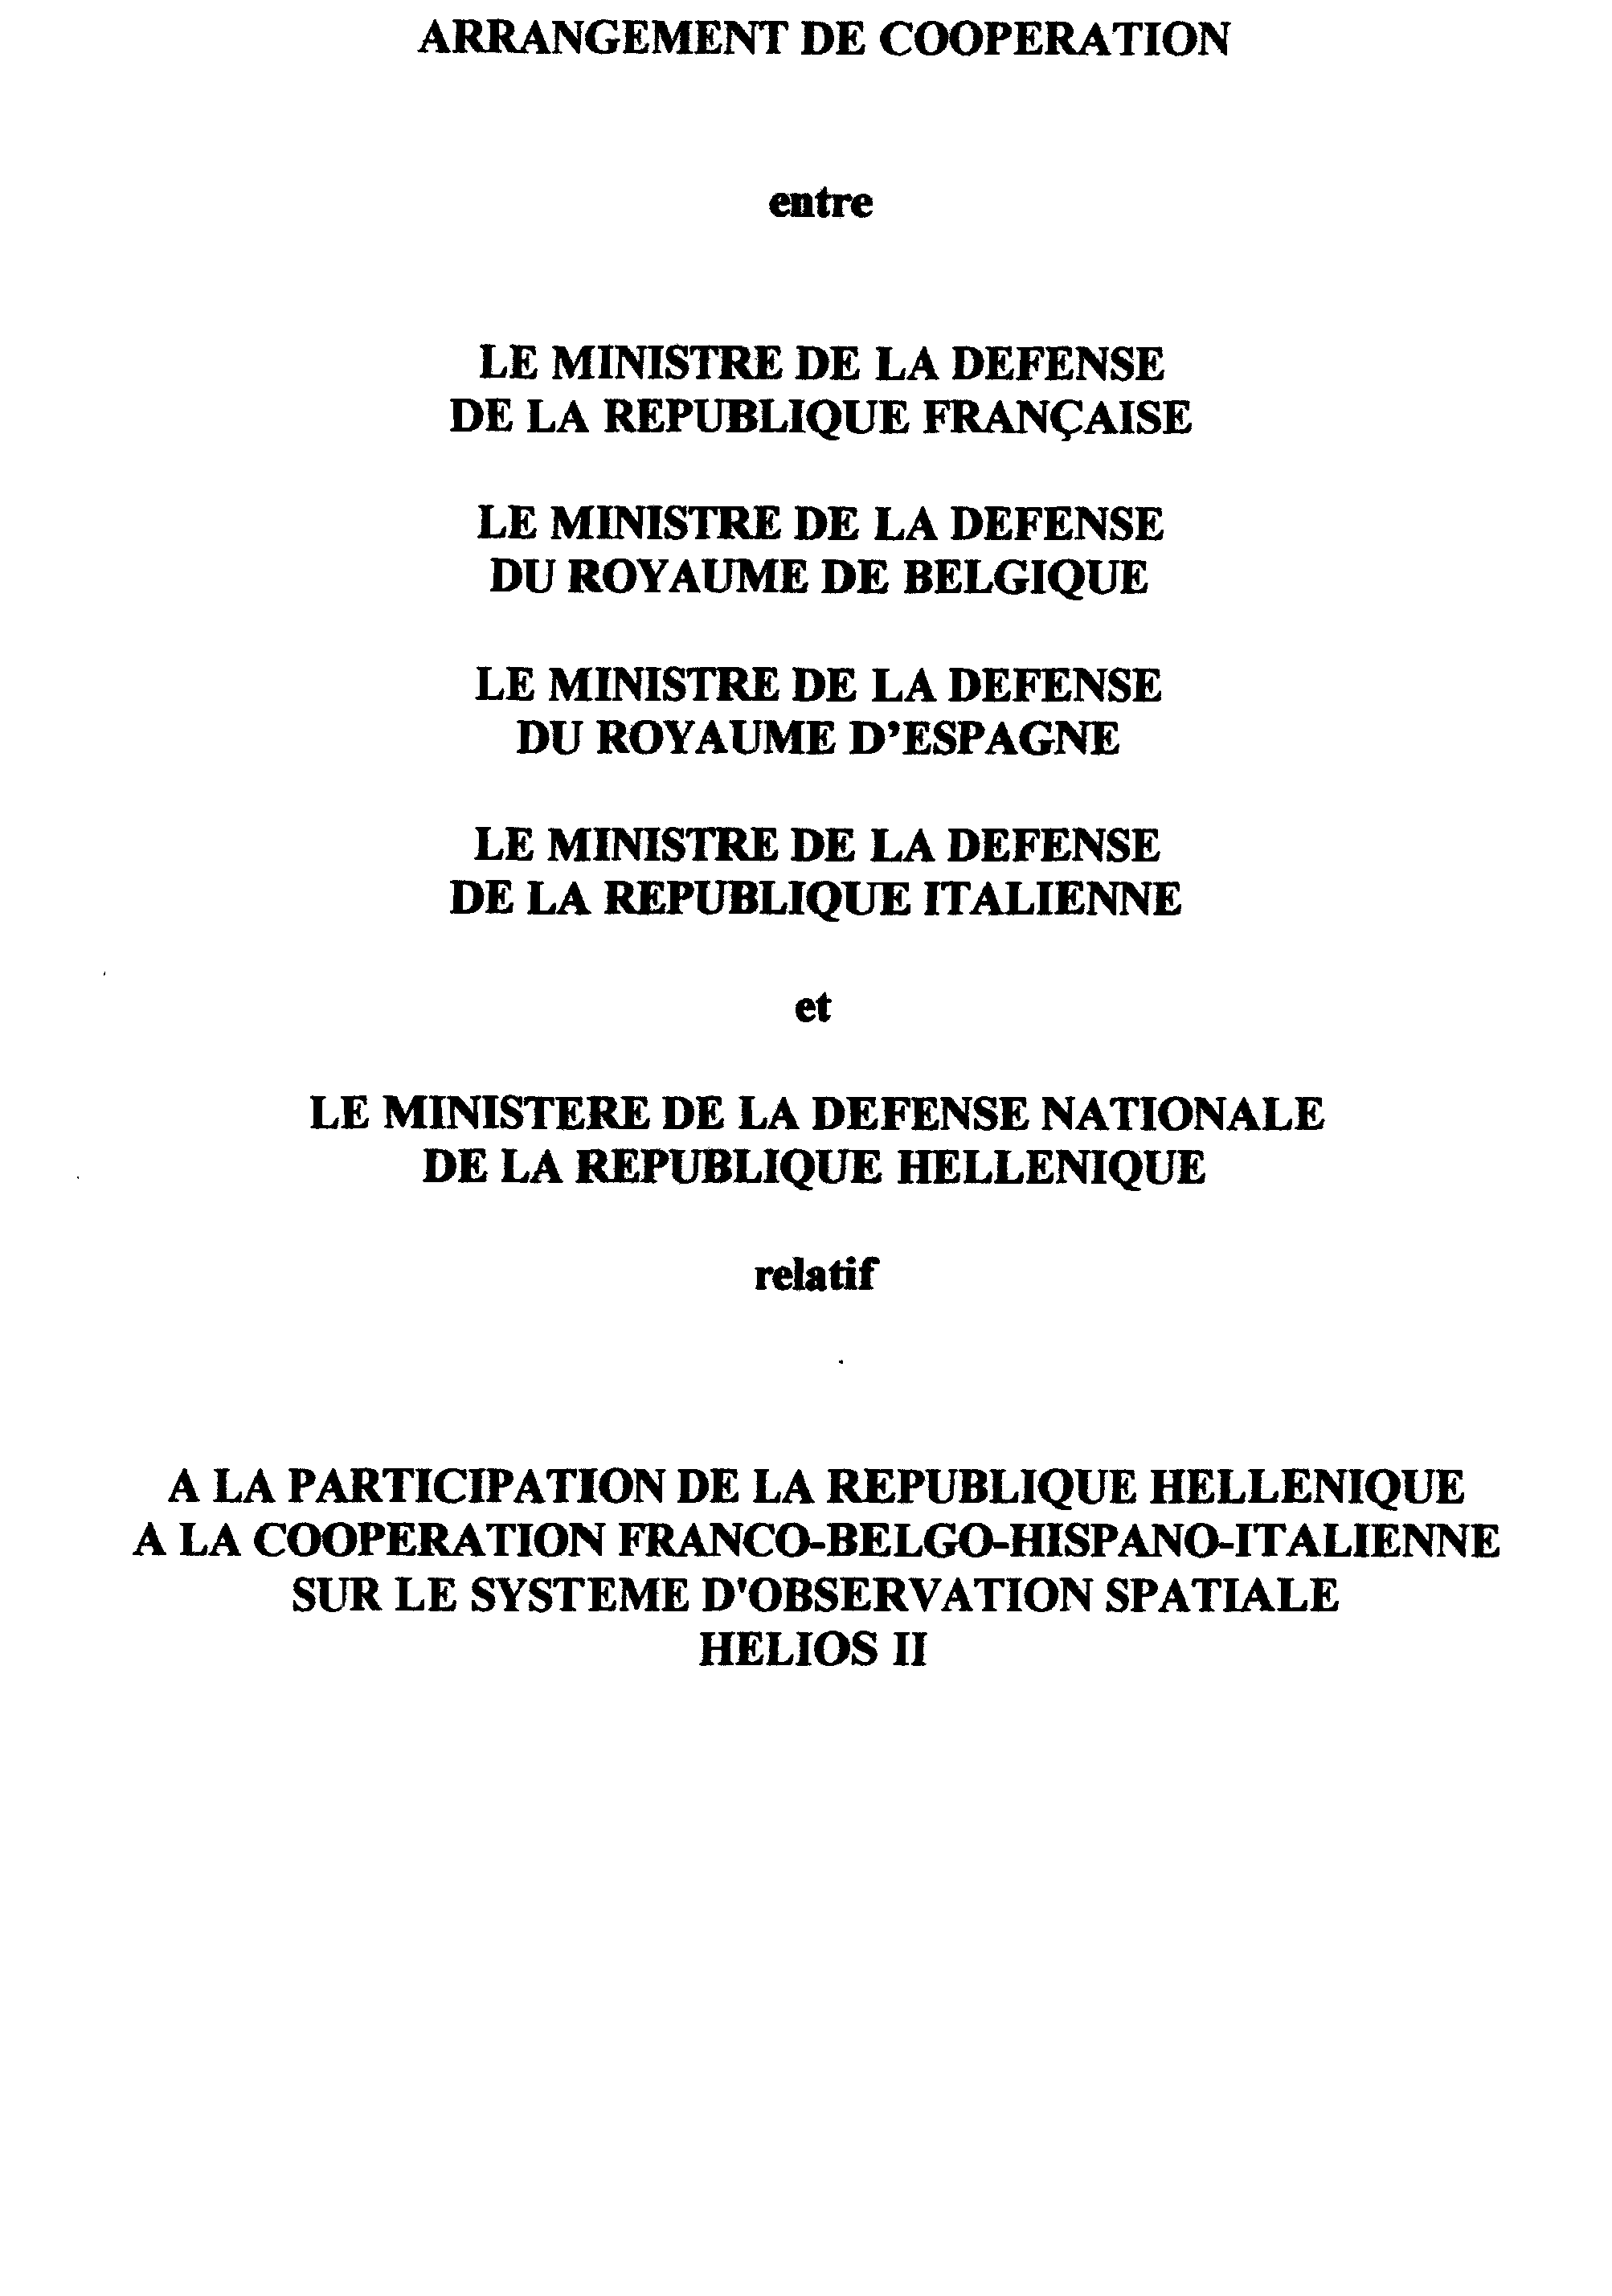 ARRANGEMENT DE COOPERATION
entre
LE MINISTRE DE LA DEFENSE
DE LA REPUBLIQUE FRANÇAISE
LE MINISTRE DE LA DEFENSE
DU ROYAUME DE BELGIQUE
LE MINISTRE DE LA DEFENSE
DU ROYAUME D’ESPAGNE
LE MINISTRE DE LA DEFENSE
DE LA REPUBLIQUE ITALIENNE
et
LE MINISTERE DE LA DEFENSE NATIONALE
DE LA REPUBLIQUE HELLENIQUE
relatif
A LA PARTICIPATION DE LA REPUBLIQUE HELLENIQUE
A LA COOPERATION FRANCO-BELGO-HISPANO-ITALIENNE
SUR LE SYSTEME D'OBSERVATION SPATIALE
HELIOS II